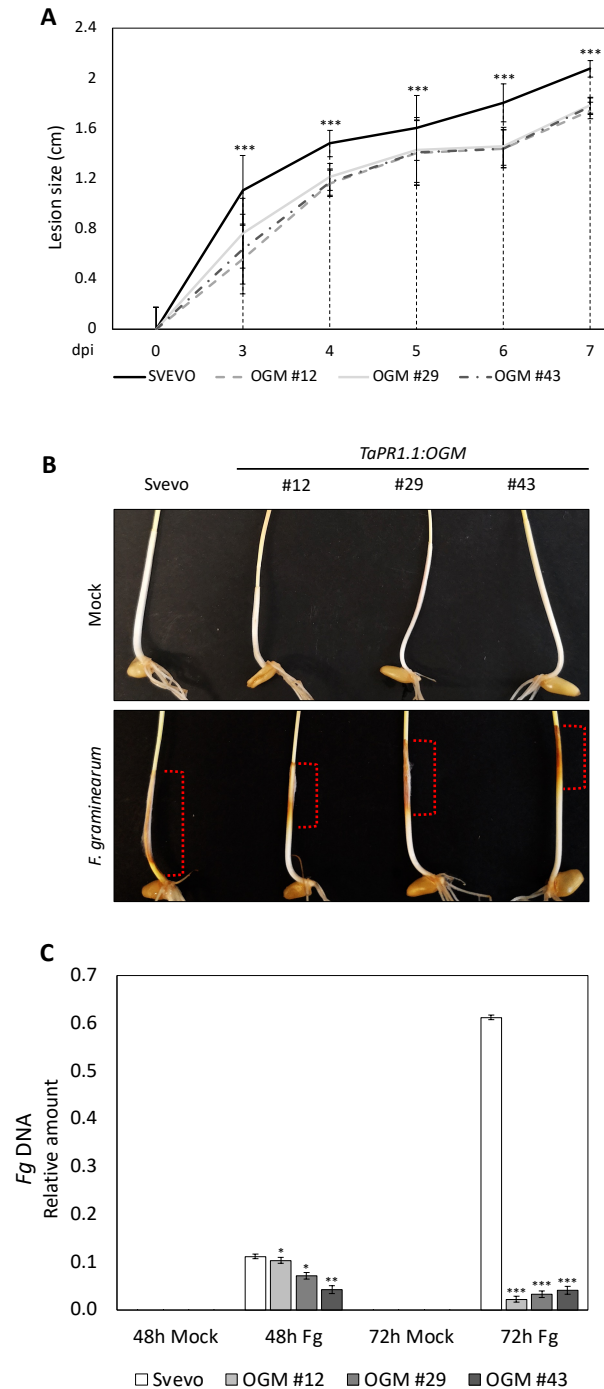 A
2.4
2
1.6
1.2
0.8
0.4
0
Lesion size (cm)
***
***
***
***
***
dpi 0 3 4 5 6 7
SVEVO OGM #12 OGM #29 OGM #43
B
TaPR1.1:OGM
Svevo #12 #29 #43
Mock
F. graminearum
C
0.7
0.6
0.5
0.4
0.3
0.2
0.1
0.0
Fg DNA
Relative amount
* * **
*** *** ***
48h Mock 48h Fg 72h Mock 72h Fg
Svevo OGM #12 OGM #29 OGM #43